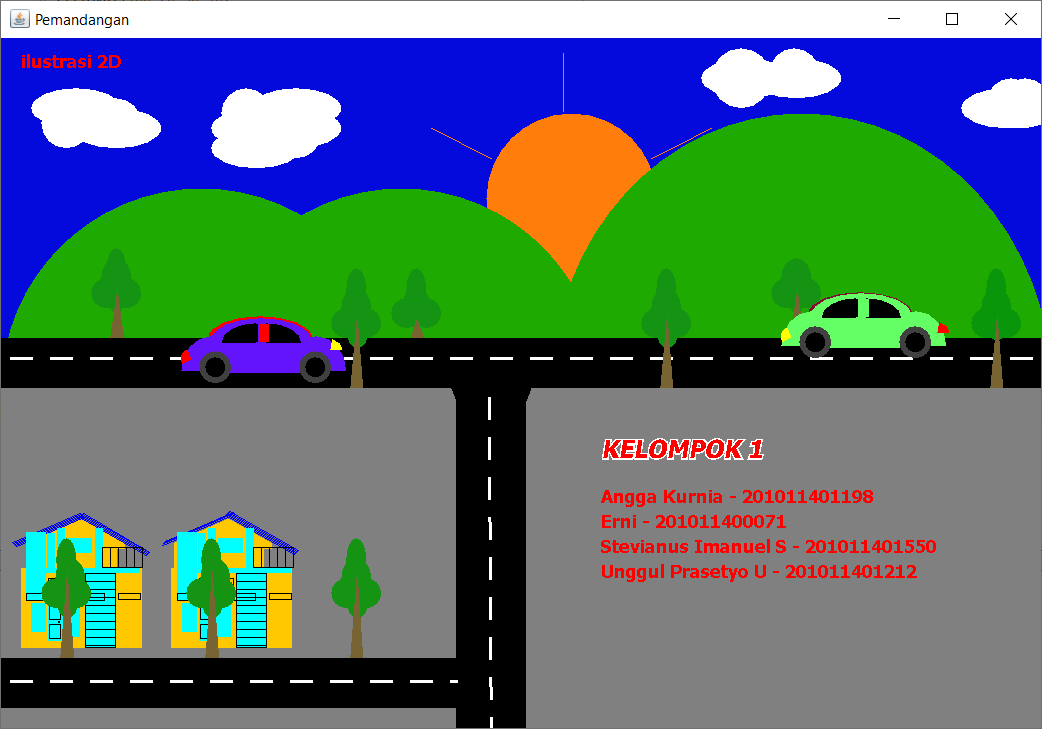 Pemandangan
ilustrasi 2D
KELOMPOK 1
Angga Kurnia - 201011401198
Erni - 201011400071
Stevianus Imanuel S - 201011401550
Unggul Prasetyo U - 201011401212